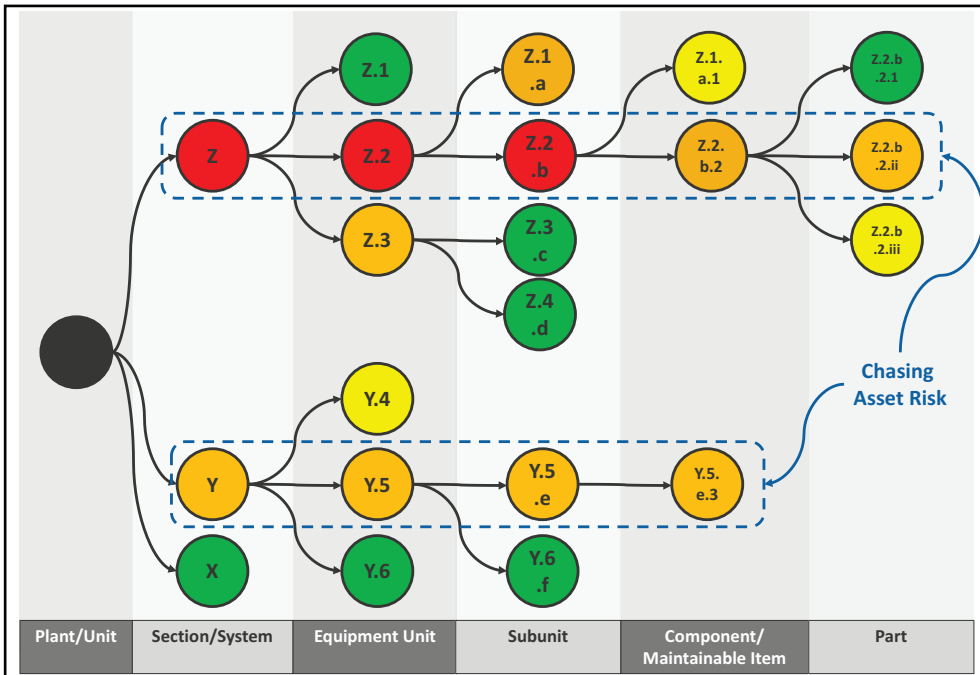 Z.1
Z.1
.a
Z.1.
a.1
Z.2.b
.2.1
Z
Z.2
Z.2
.b
Z.2.
b.2
Z.2.b
.2.ii
Z.3
Z.3
.c
Z.2.b
.2.iii
Z.4
.d
Chasing
Asset Risk
Y.4
Y
Y.5
Y.5
.e
Y.5.
e.3
X
Y.6
Y.6
.f
Plant/Unit
Section/System
Equipment Unit
Subunit
Component/
Maintainable Item
Part